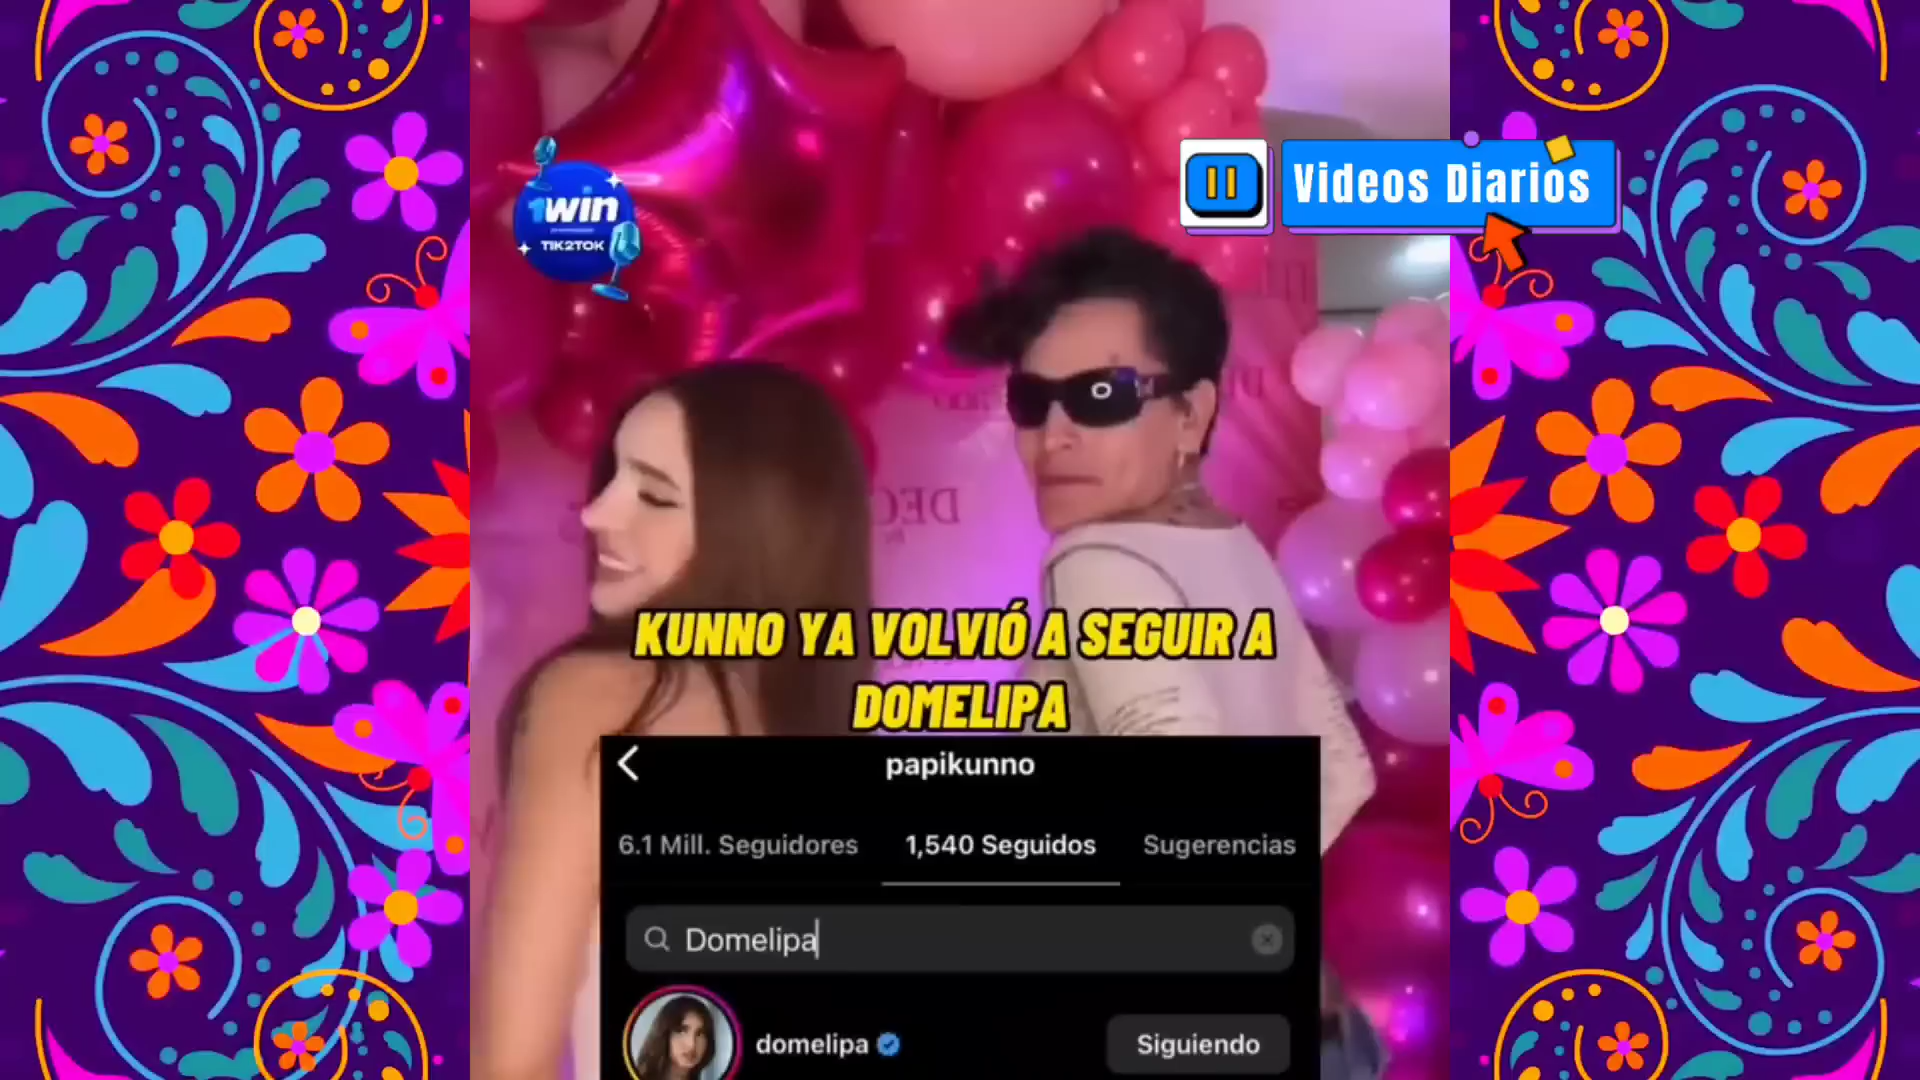 1win
TIK2TOK
Videos Diarios
DEC
KUNNO YA VOLVIÓ A SEGUIR A
DOMELIPA
papikunno
6.1 Mill. Seguidores
1,540 Seguidos
Sugerencias
Domelipa
domelipa
Siguiendo